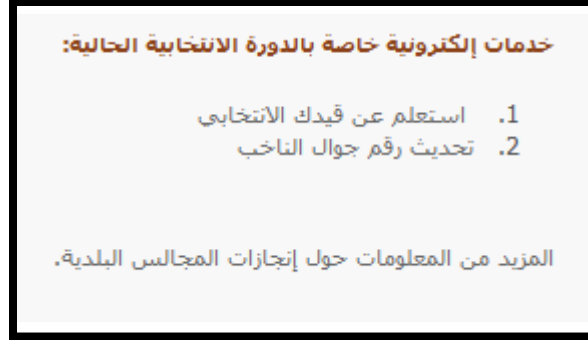 خدمات إلكترونية خاصة بالدورة الانتخابية الحالية:
1. استعلم عن قيدك الانتخابي
2. تحديث رقم جوال الناخب
المزيد من المعلومات حول إنجازات المجالس البلدية.